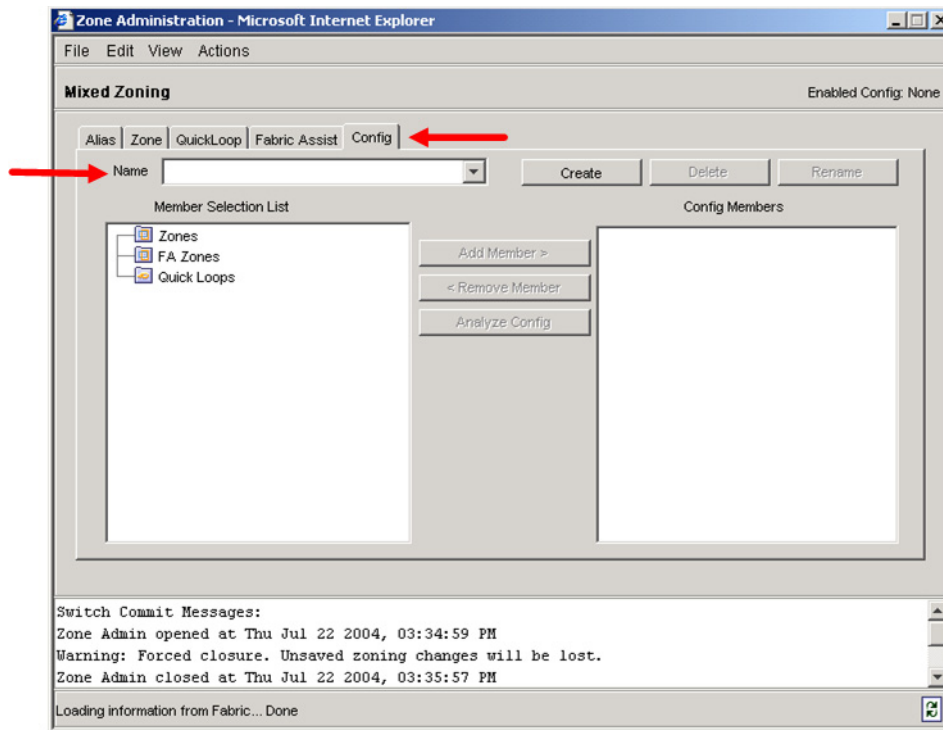 Zone Administration - Microsoft Internet Explorer
File Edit View Actions
Mixed Zoning Enabled Config: None
Alias Zone QuickLoop Fabric Assist Config
Name Create Delete Rename
Member Selection List Config Members
Zones
FA Zones
Quick Loops
Add Member >
< Remove Member
Analyze Config
Switch Commit Messages:
Zone Admin opened at Thu Jul 22 2004, 03:34:59 PM
Warning: Forced closure. Unsaved zoning changes will be lost.
Zone Admin closed at Thu Jul 22 2004, 03:35:57 PM
Loading information from Fabric... Done